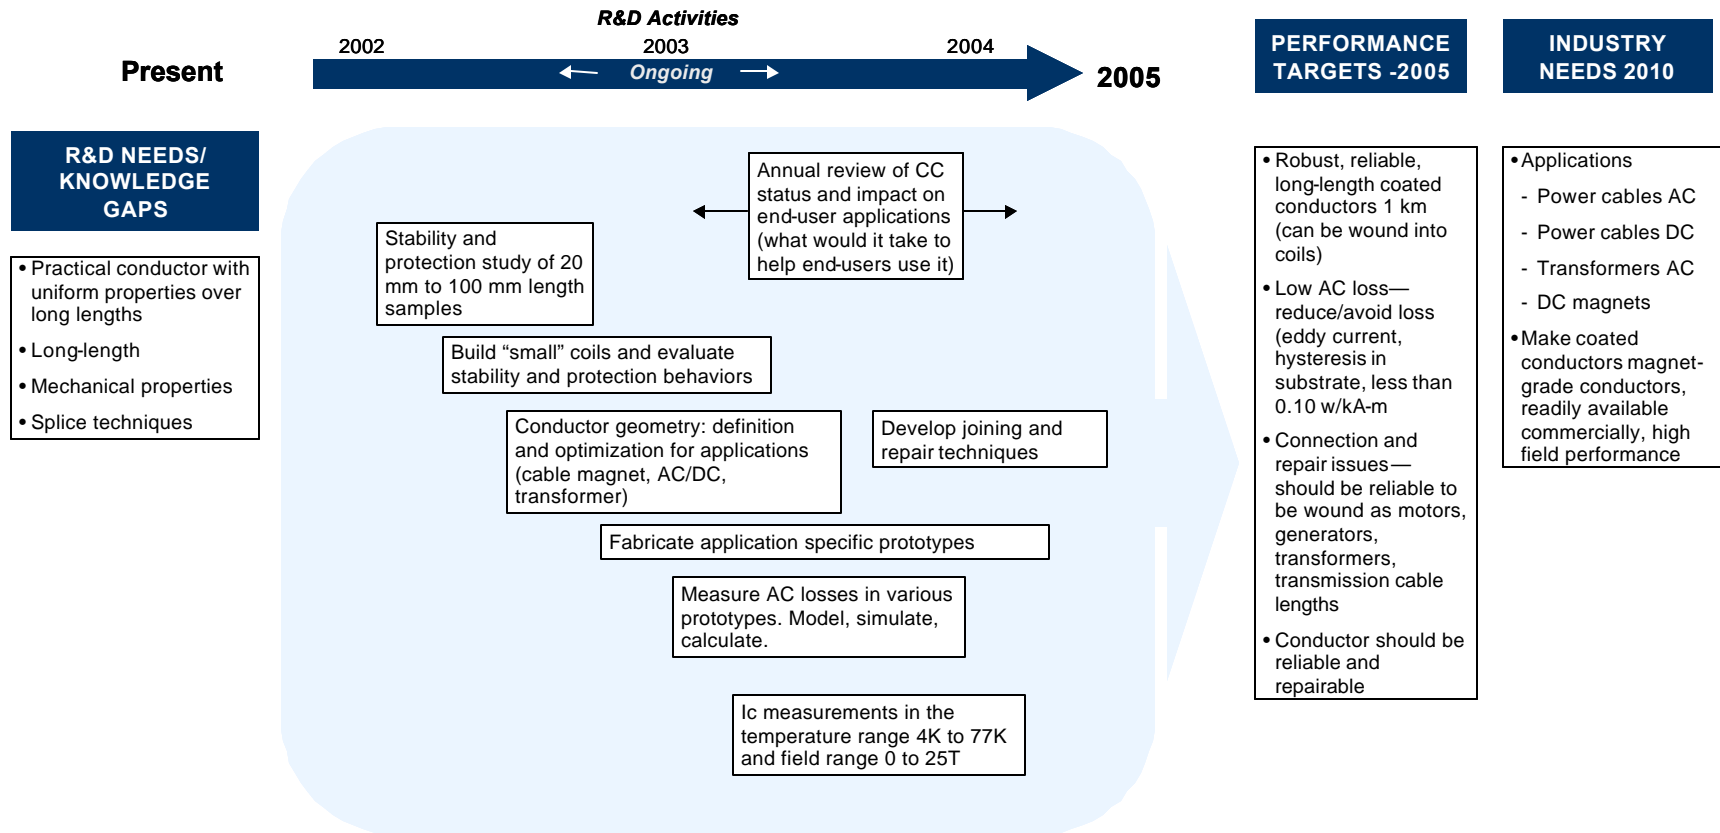 R&D Activities
2002
2003
2004
Present
Ongoing
2005
R&D NEEDS/
KNOWLEDGE
GAPS
• Practical conductor with
uniform properties over
long lengths
• Long-length
• Mechanical properties
• Splice techniques
Annual review of CC
status and impact on
end-user applications
(what would it take to
help end-users use it)
Stability and
protection study of 20
mm to 100 mm length
samples
Build “small” coils and evaluate
stability and protection behaviors
Conductor geometry: definition
and optimization for applications
(cable magnet, AC/DC,
transformer)
Develop joining and
repair techniques
Fabricate application specific prototypes
Measure AC losses in various
prototypes. Model, simulate,
calculate.
Ic measurements in the
temperature range 4K to 77K
and field range 0 to 25T
PERFORMANCE
TARGETS -2005
• Robust, reliable,
long-length coated
conductors 1 km
(can be wound into
coils)
• Low AC loss—
reduce/avoid loss
(eddy current,
hysteresis in
substrate, less than
0.10 w/kA-m
• Connection and
repair issues—
should be reliable to
be wound as motors,
generators,
transformers,
transmission cable
lengths
• Conductor should be
reliable and
repairable
INDUSTRY
NEEDS 2010
• Applications
- Power cables AC
- Power cables DC
- Transformers AC
- DC magnets
• Make coated
conductors magnet-
grade conductors,
readily available
commercially, high
field performance